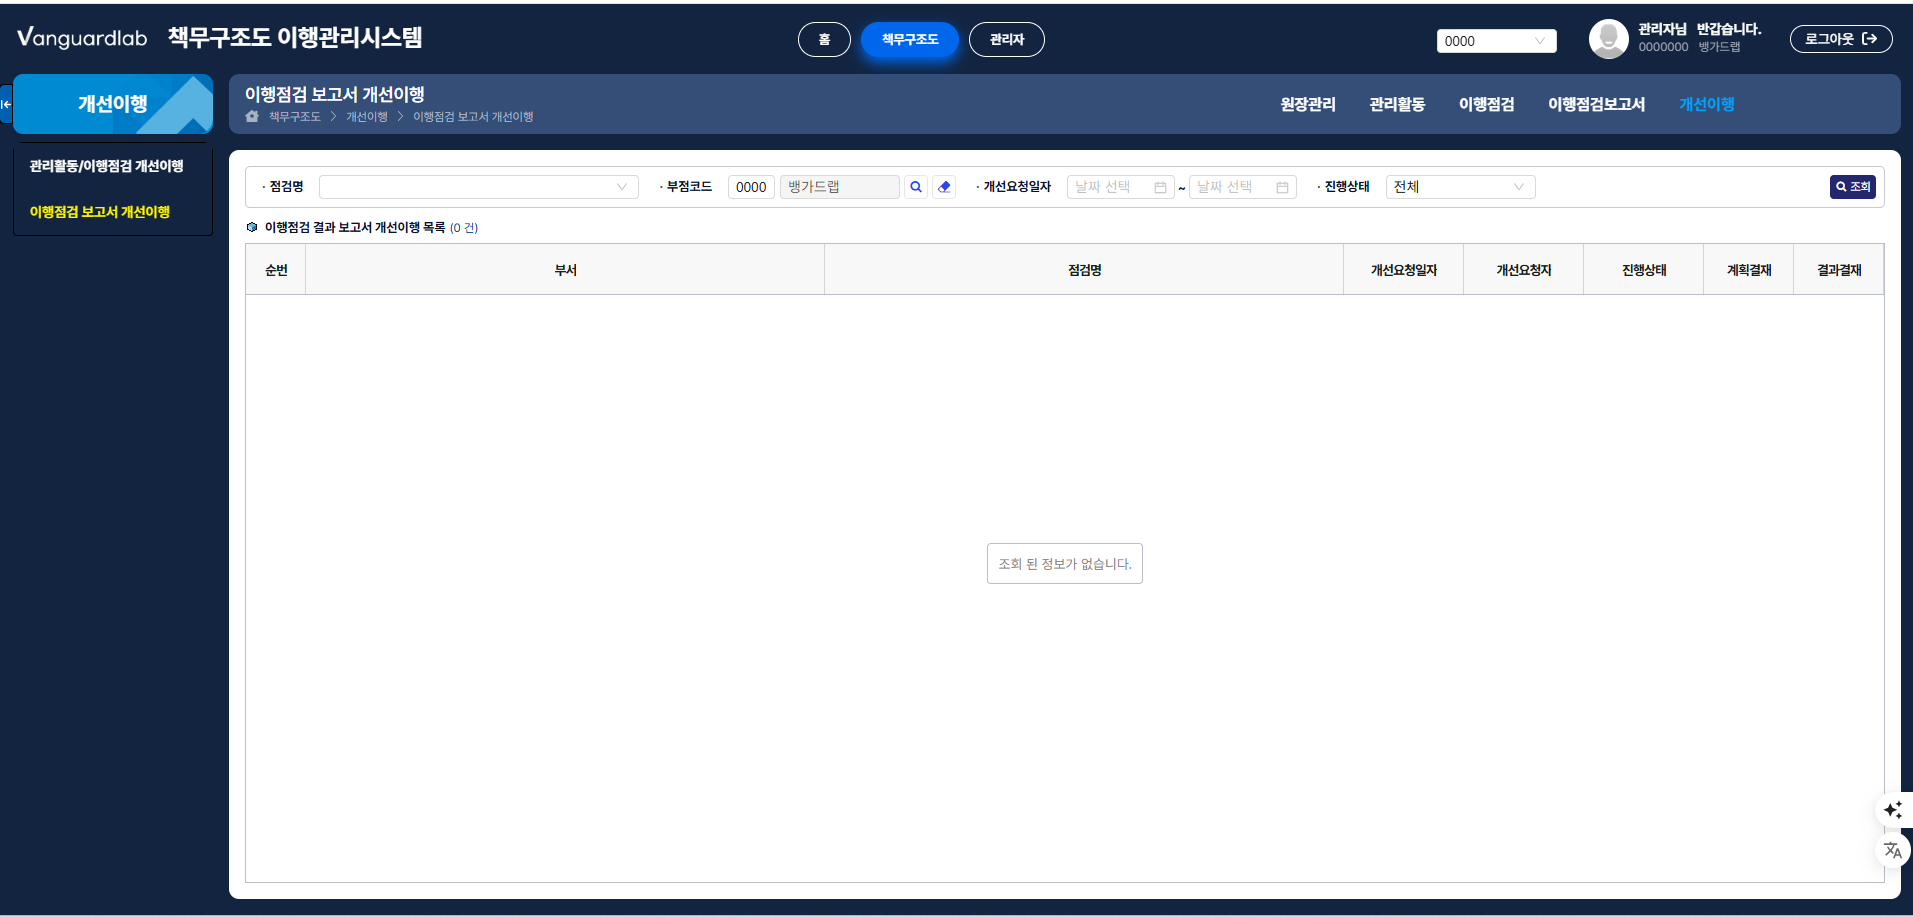 Vanguardlab 책무구조도 이행관리시스템
홈 책무구조도 관리자
0000
관리자님 반갑습니다.
0000000 뱅가드랩
로그아웃
개선이행
이행점검 보고서 개선이행
책무구조도 > 개선이행 > 이행점검 보고서 개선이행
원장관리 관리활동 이행점검 이행점검보고서 개선이행
관리활동/이행점검 개선이행
이행점검 보고서 개선이행
· 점검명 · 부점코드 0000 뱅가드랩 · 개선요청일자 날짜 선택 ~ 날짜 선택 · 진행상태 전체 조회
이행점검 결과 보고서 개선이행 목록 (0 건)
순번 부서 점검명 개선요청일자 개선요청지 진행상태 계획결재 결과결재
조회 된 정보가 없습니다.